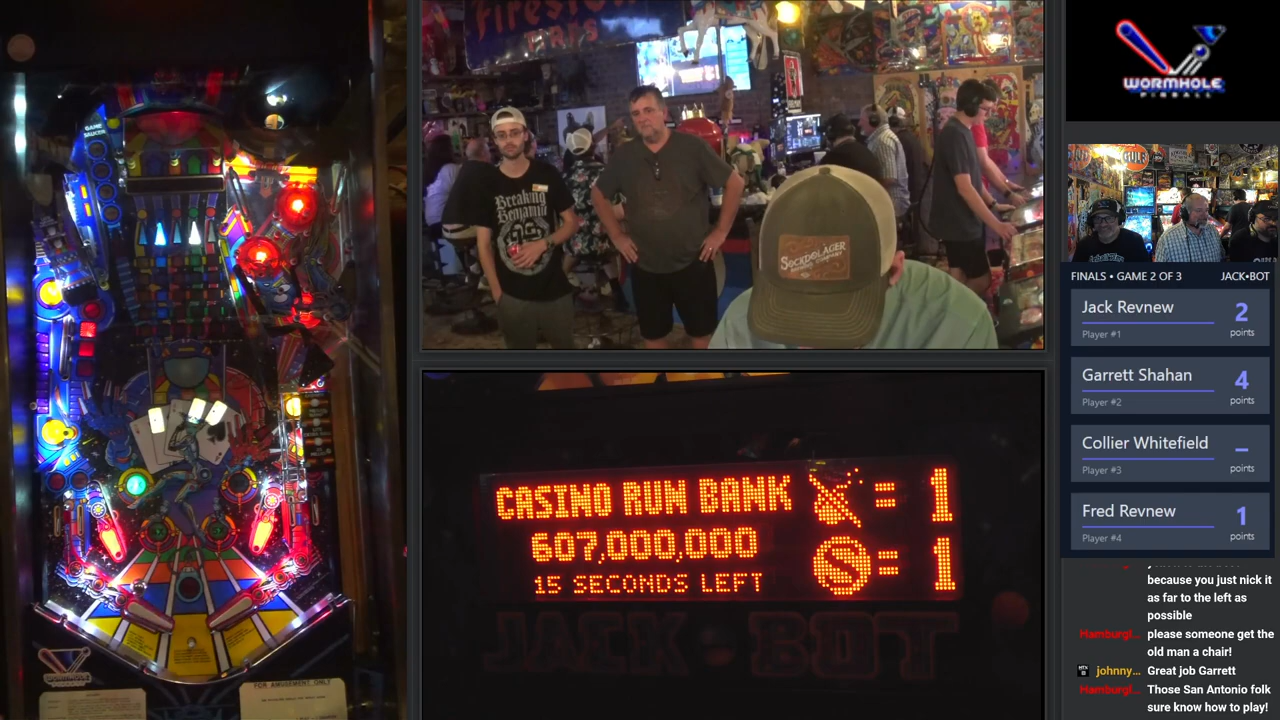 Firestone
TIRES
Breaking
Benjamin
SOCKDOLAGER
GAME
SAUCER
CASINO RUN BANK = 1
607,000,000
15 SECONDS LEFT = 1
JACK•BOT
FOR AMUSEMENT ONLY
WORMHOLE
PINBALL
GULF
FINALS • GAME 2 OF 3 JACK•BOT
Jack Revnew 2
Player #1 points
Garrett Shahan 4
Player #2 points
Collier Whitefield –
Player #3 points
Fred Revnew 1
Player #4 points
because you just nick it
as far to the left as
possible
Hamburgl... please someone get the
old man a chair!
johnny... Great job Garrett
Hamburgl... Those San Antonio folk
sure know how to play!